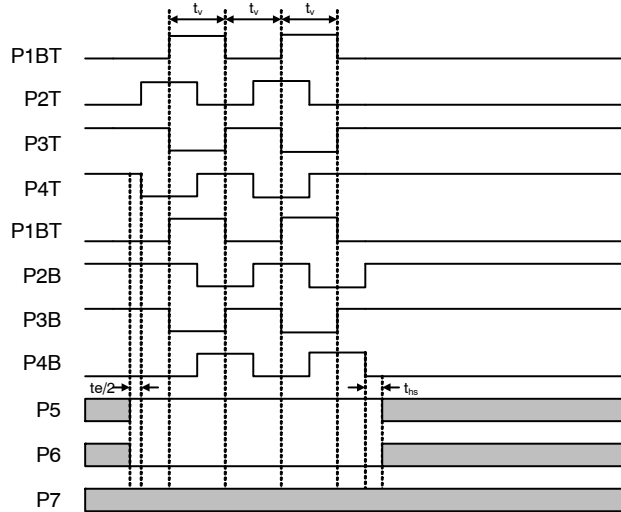 tᵥ tᵥ tᵥ
P1BT
P2T
P3T
P4T
P1BT
P2B
P3B
P4B
te/2 tₕₛ
P5
P6
P7